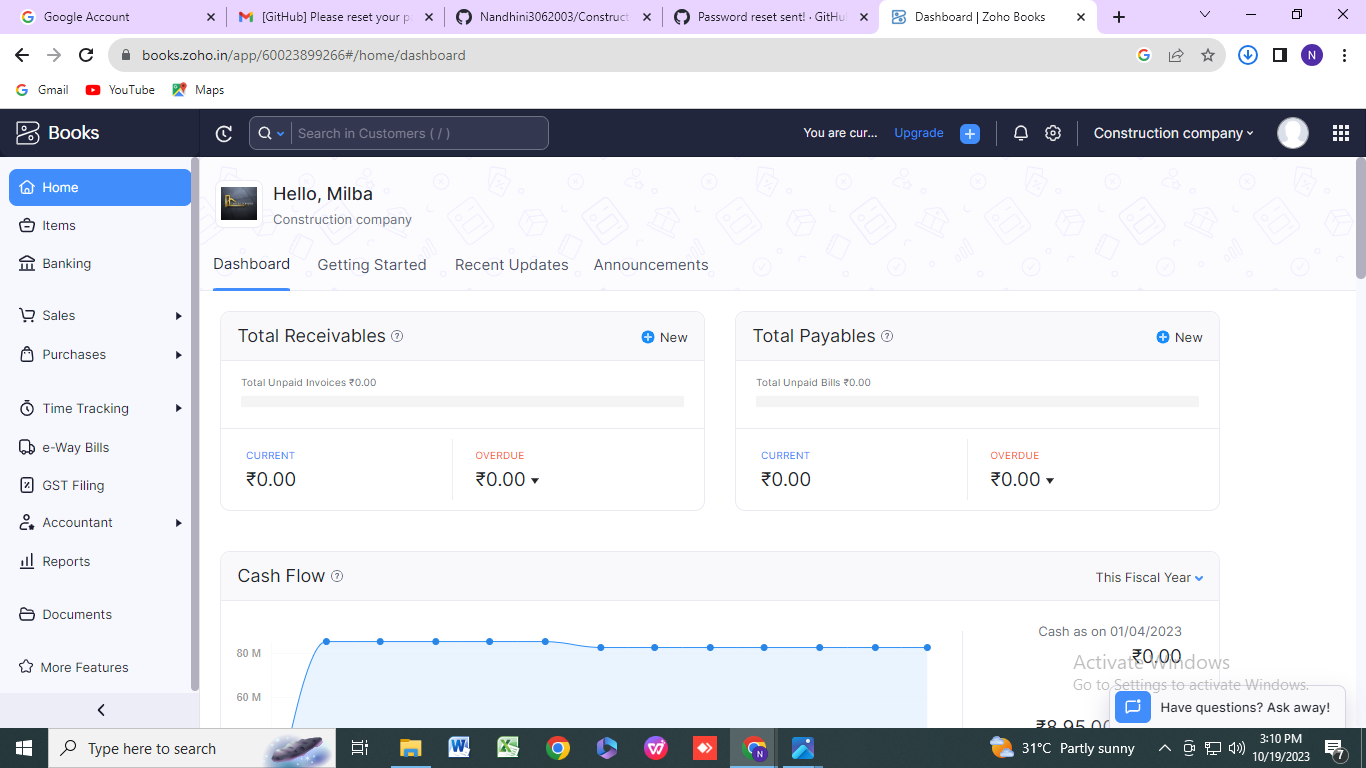 Google Account
[GitHub] Please reset your pa
Nandhini3062003/Construct
Password reset sent! · GitHu
Dashboard | Zoho Books
books.zoho.in/app/60023899266#/home/dashboard
N
Gmail
YouTube
Maps
Books
Search in Customers ( / )
You are cur...
Upgrade
Construction company
Home
Items
Banking
Sales
Purchases
Time Tracking
e-Way Bills
GST Filing
Accountant
Reports
Documents
More Features
Hello, Milba
Construction company
Dashboard
Getting Started
Recent Updates
Announcements
Total Receivables
New
Total Unpaid Invoices ₹0.00
CURRENT
₹0.00
OVERDUE
₹0.00
Total Payables
New
Total Unpaid Bills ₹0.00
CURRENT
₹0.00
OVERDUE
₹0.00
Cash Flow
This Fiscal Year
80 M
60 M
Cash as on 01/04/2023
₹0.00
Activate Windows
Go to Settings to activate Windows.
Have questions? Ask away!
Type here to search
N
31°C Partly sunny
3:10 PM
10/19/2023
7